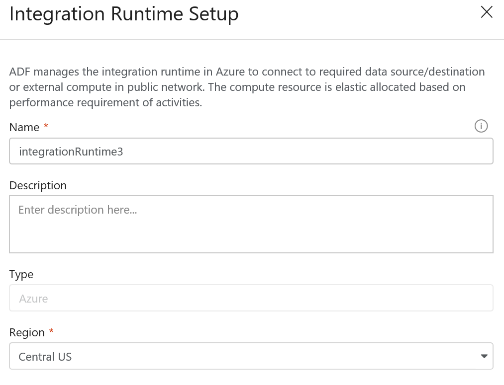 Integration Runtime Setup
ADF manages the integration runtime in Azure to connect to required data source/destination
or external compute in public network. The compute resource is elastic allocated based on
performance requirement of activities.
Name *
integrationRuntime3
Description
Enter description here...
Type
Azure
Region *
Central US